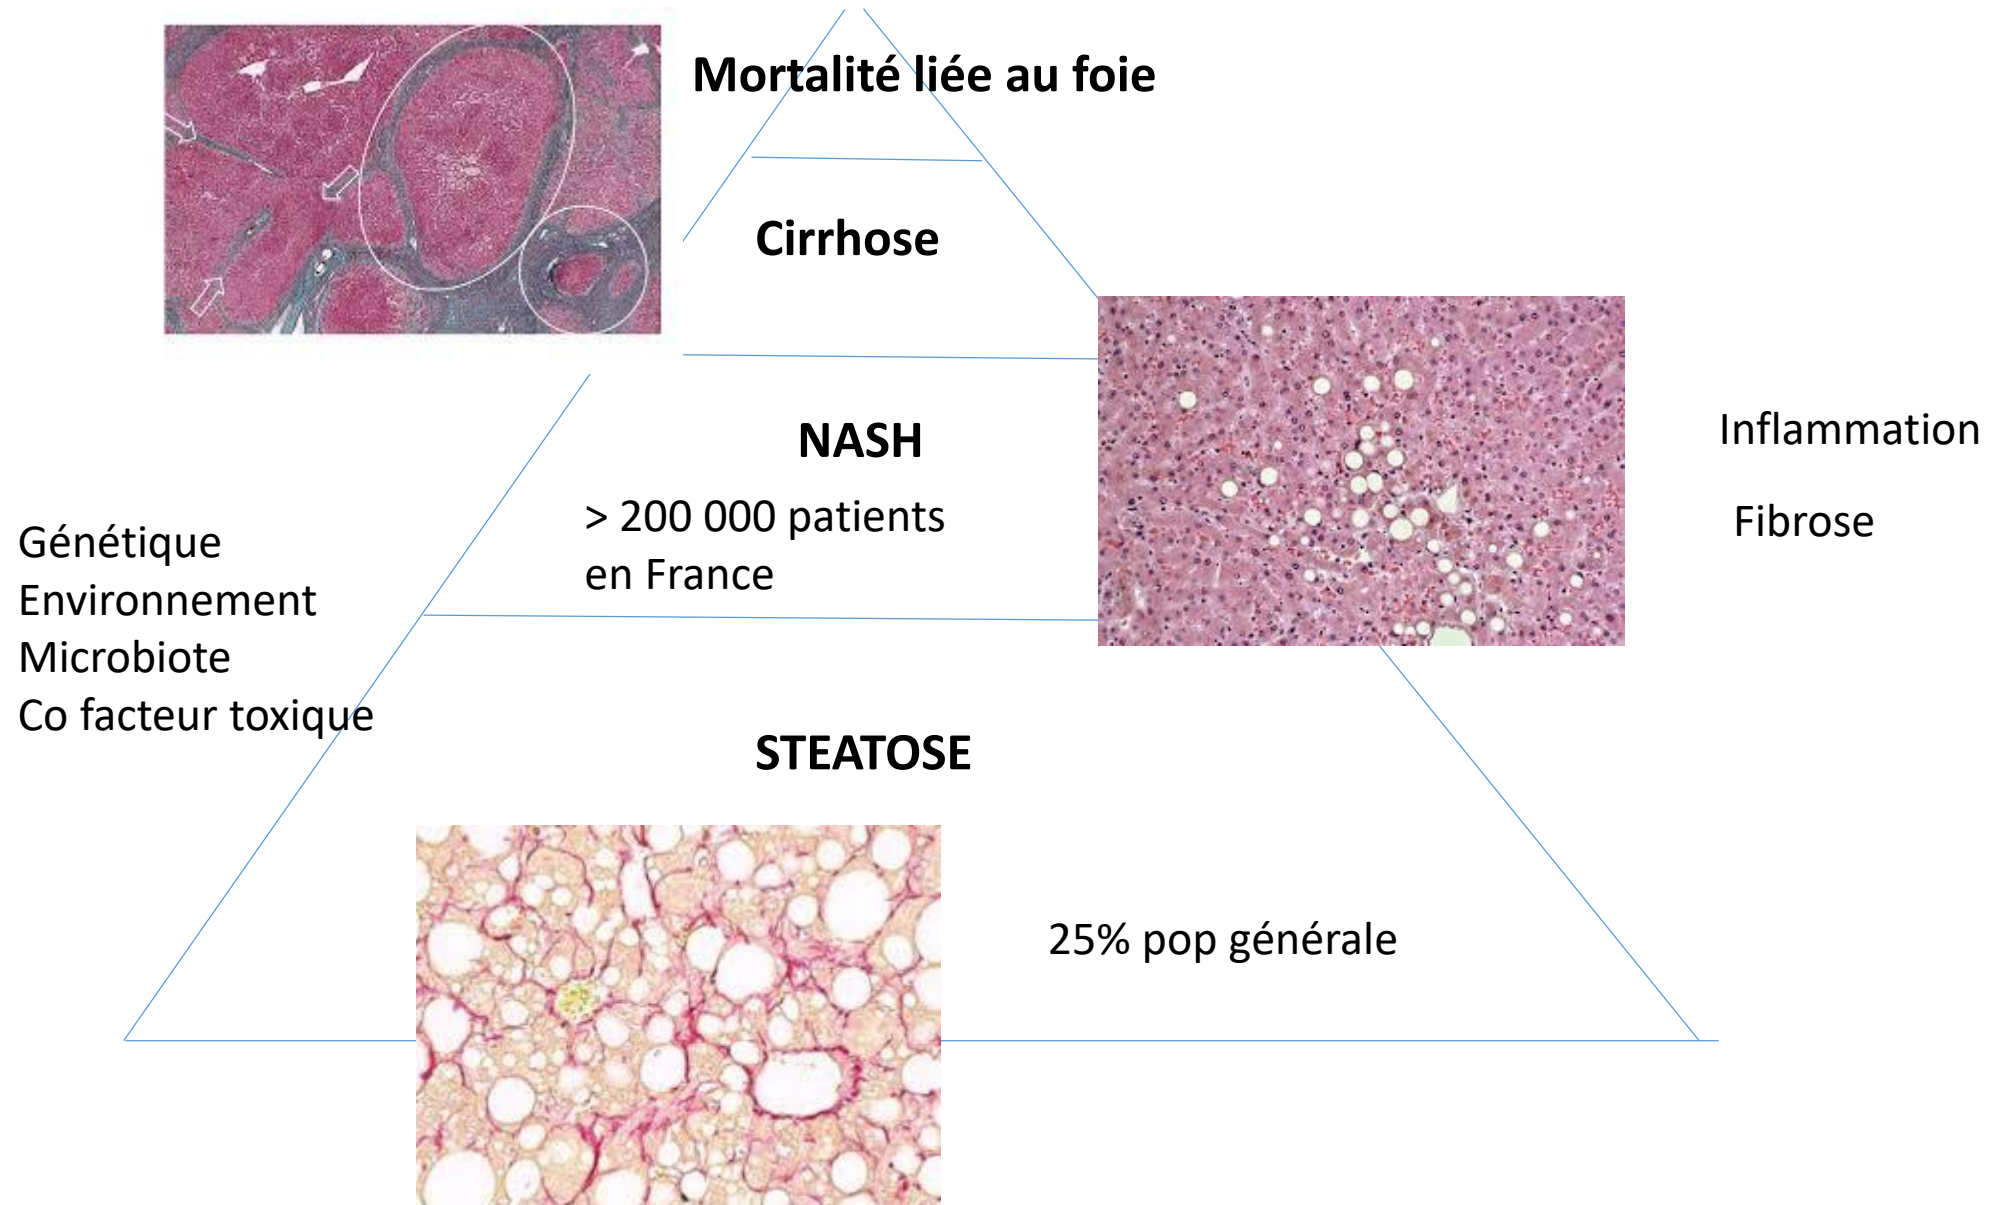 Mortalité liée au foie
Cirrhose
NASH
> 200 000 patients
en France
Inflammation
Fibrose
Génétique
Environnement
Microbiote
Co facteur toxique
STEATOSE
25% pop générale